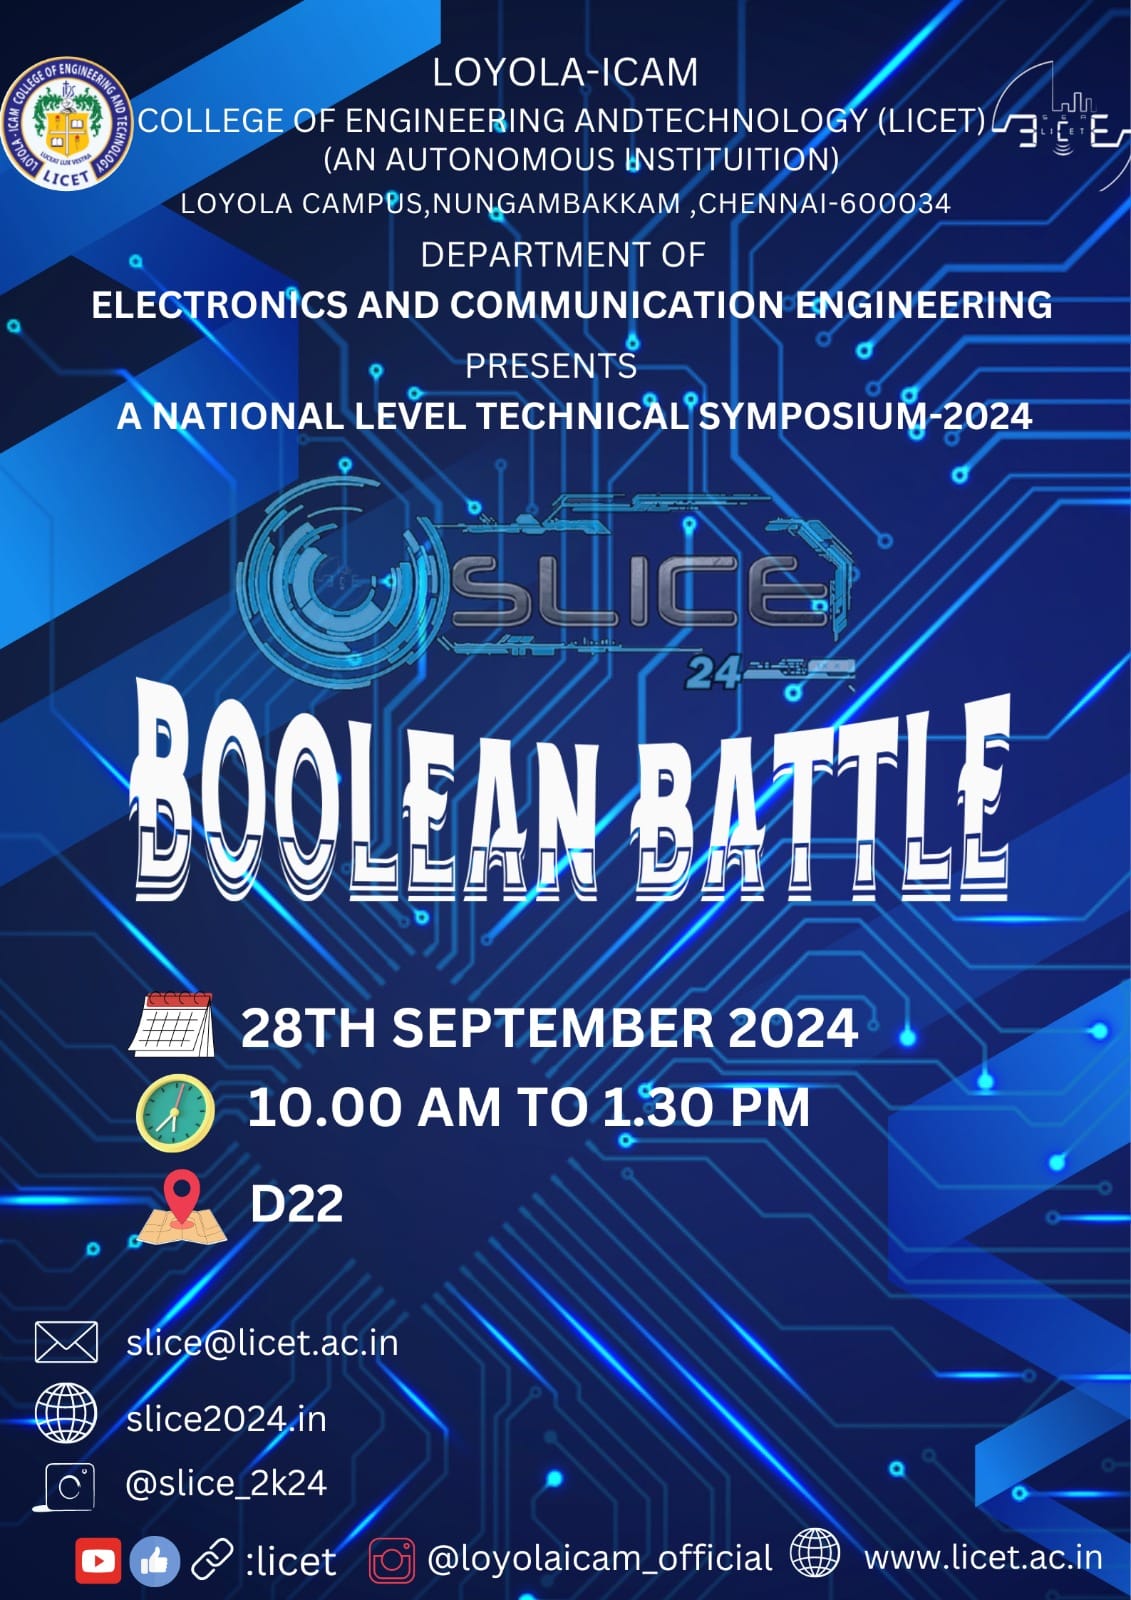 LOYOLA-ICAM
COLLEGE OF ENGINEERING AND TECHNOLOGY
LUCEAT LUX VESTRA
LICET
LOYOLA-ICAM
COLLEGE OF ENGINEERING ANDTECHNOLOGY (LICET)
(AN AUTONOMOUS INSTITUITION)
LOYOLA CAMPUS,NUNGAMBAKKAM ,CHENNAI-600034
LICET
DEPARTMENT OF
ELECTRONICS AND COMMUNICATION ENGINEERING
PRESENTS
A NATIONAL LEVEL TECHNICAL SYMPOSIUM-2024
SLICE
24
BOOLEAN BATTLE
28TH SEPTEMBER 2024
10.00 AM TO 1.30 PM
D22
slice@licet.ac.in
slice2024.in
@slice_2k24
:licet @loyolaicam_official www.licet.ac.in